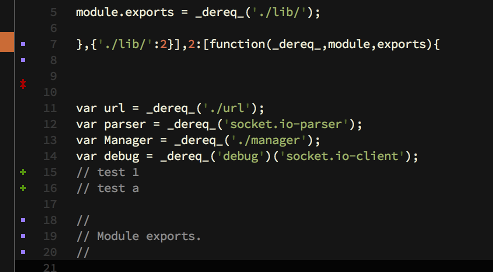 5 module.exports = _dereq_('./lib/');
6
7 },{'./lib/':2}],2:[function(_dereq_,module,exports){
8
9
10
11 var url = _dereq_('./url');
12 var parser = _dereq_('socket.io-parser');
13 var Manager = _dereq_('./manager');
14 var debug = _dereq_('debug')('socket.io-client');
15 // test 1
16 // test a
17
18 //
19 // Module exports.
20 //
21